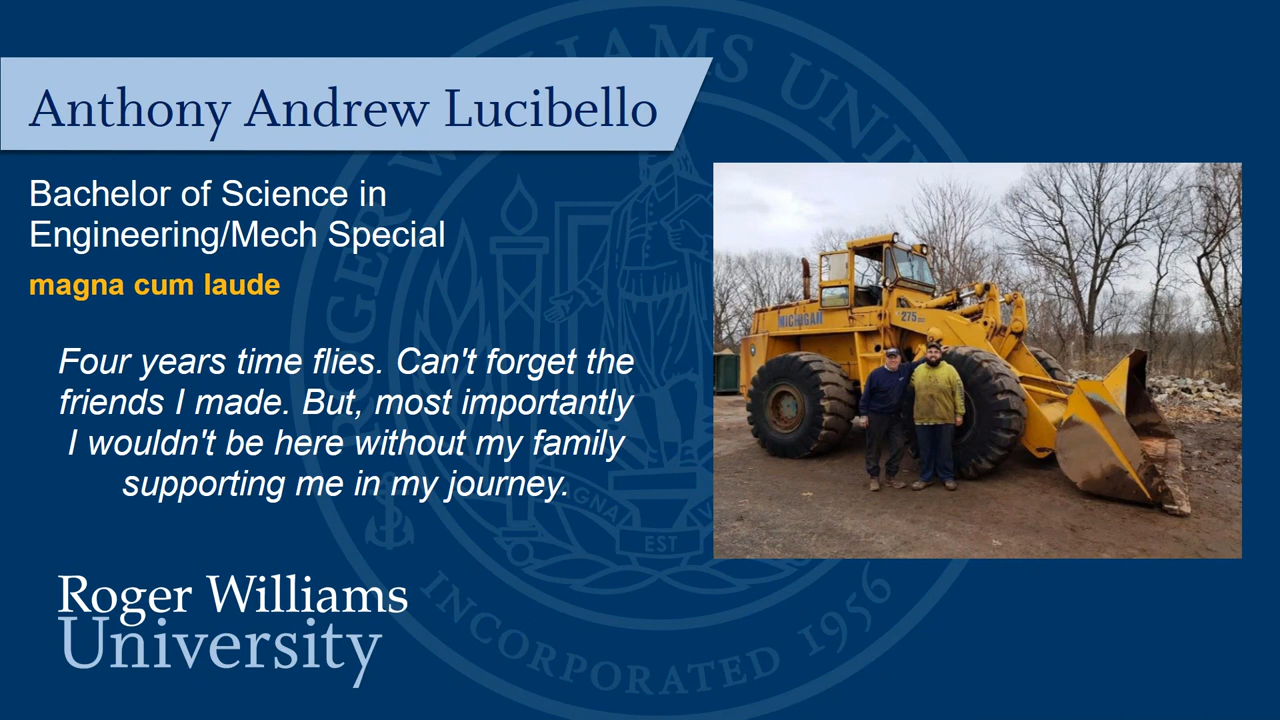 Anthony Andrew Lucibello
Bachelor of Science in
Engineering/Mech Special
magna cum laude
Four years time flies. Can't forget the
friends I made. But, most importantly
I wouldn't be here without my family
supporting me in my journey.
MICHIGAN
275
Roger Williams
University
EST
INCORPORATED 1956